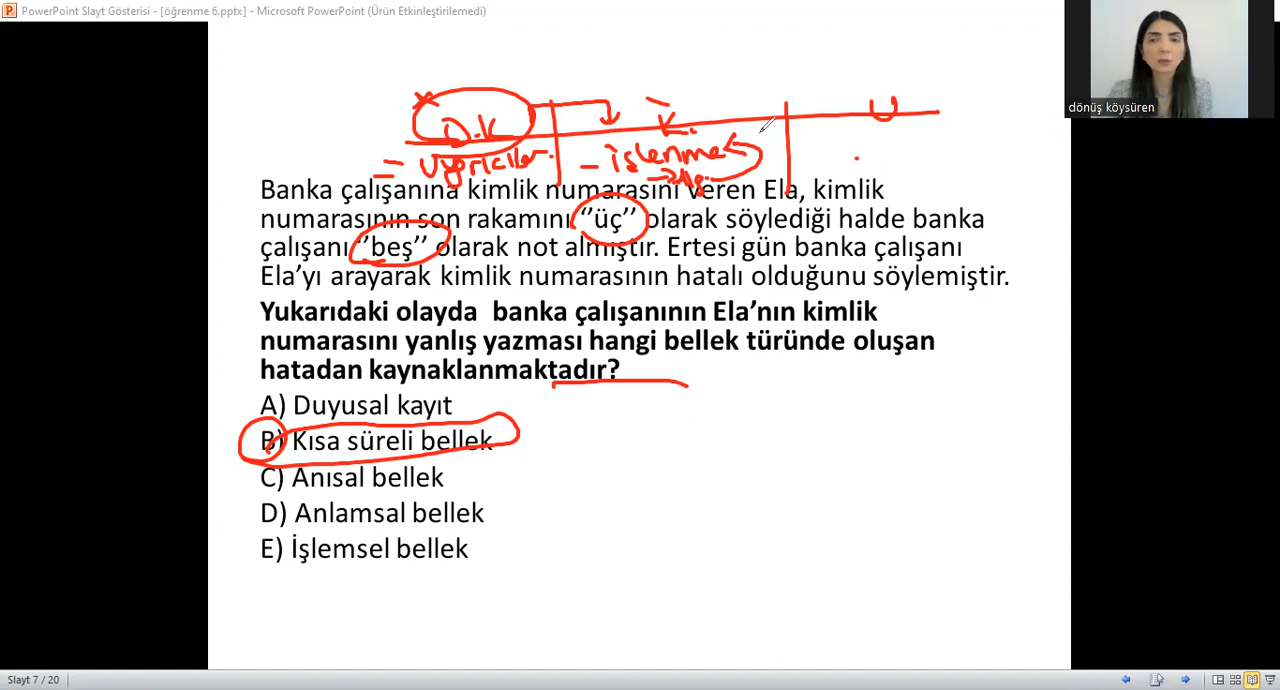 PowerPoint Slayt Gösterisi - [öğrenme 6.pptx] - Microsoft PowerPoint (Ürün Etkinleştirilemedi)
dönüş köysüren
D.K K. U
= Uyarıcılar. - İşlenme
Banka çalışanına kimlik numarasını veren Ela, kimlik
numarasının son rakamını ‘’üç’’ olarak söylediği halde banka
çalışanı ‘’beş’’ olarak not almıştır. Ertesi gün banka çalışanı
Ela’yı arayarak kimlik numarasının hatalı olduğunu söylemiştir.
Yukarıdaki olayda banka çalışanının Ela’nın kimlik
numarasını yanlış yazması hangi bellek türünde oluşan
hatadan kaynaklanmaktadır?
A) Duyusal kayıt
B) Kısa süreli bellek
C) Anısal bellek
D) Anlamsal bellek
E) İşlemsel bellek
Slayt 7 / 20